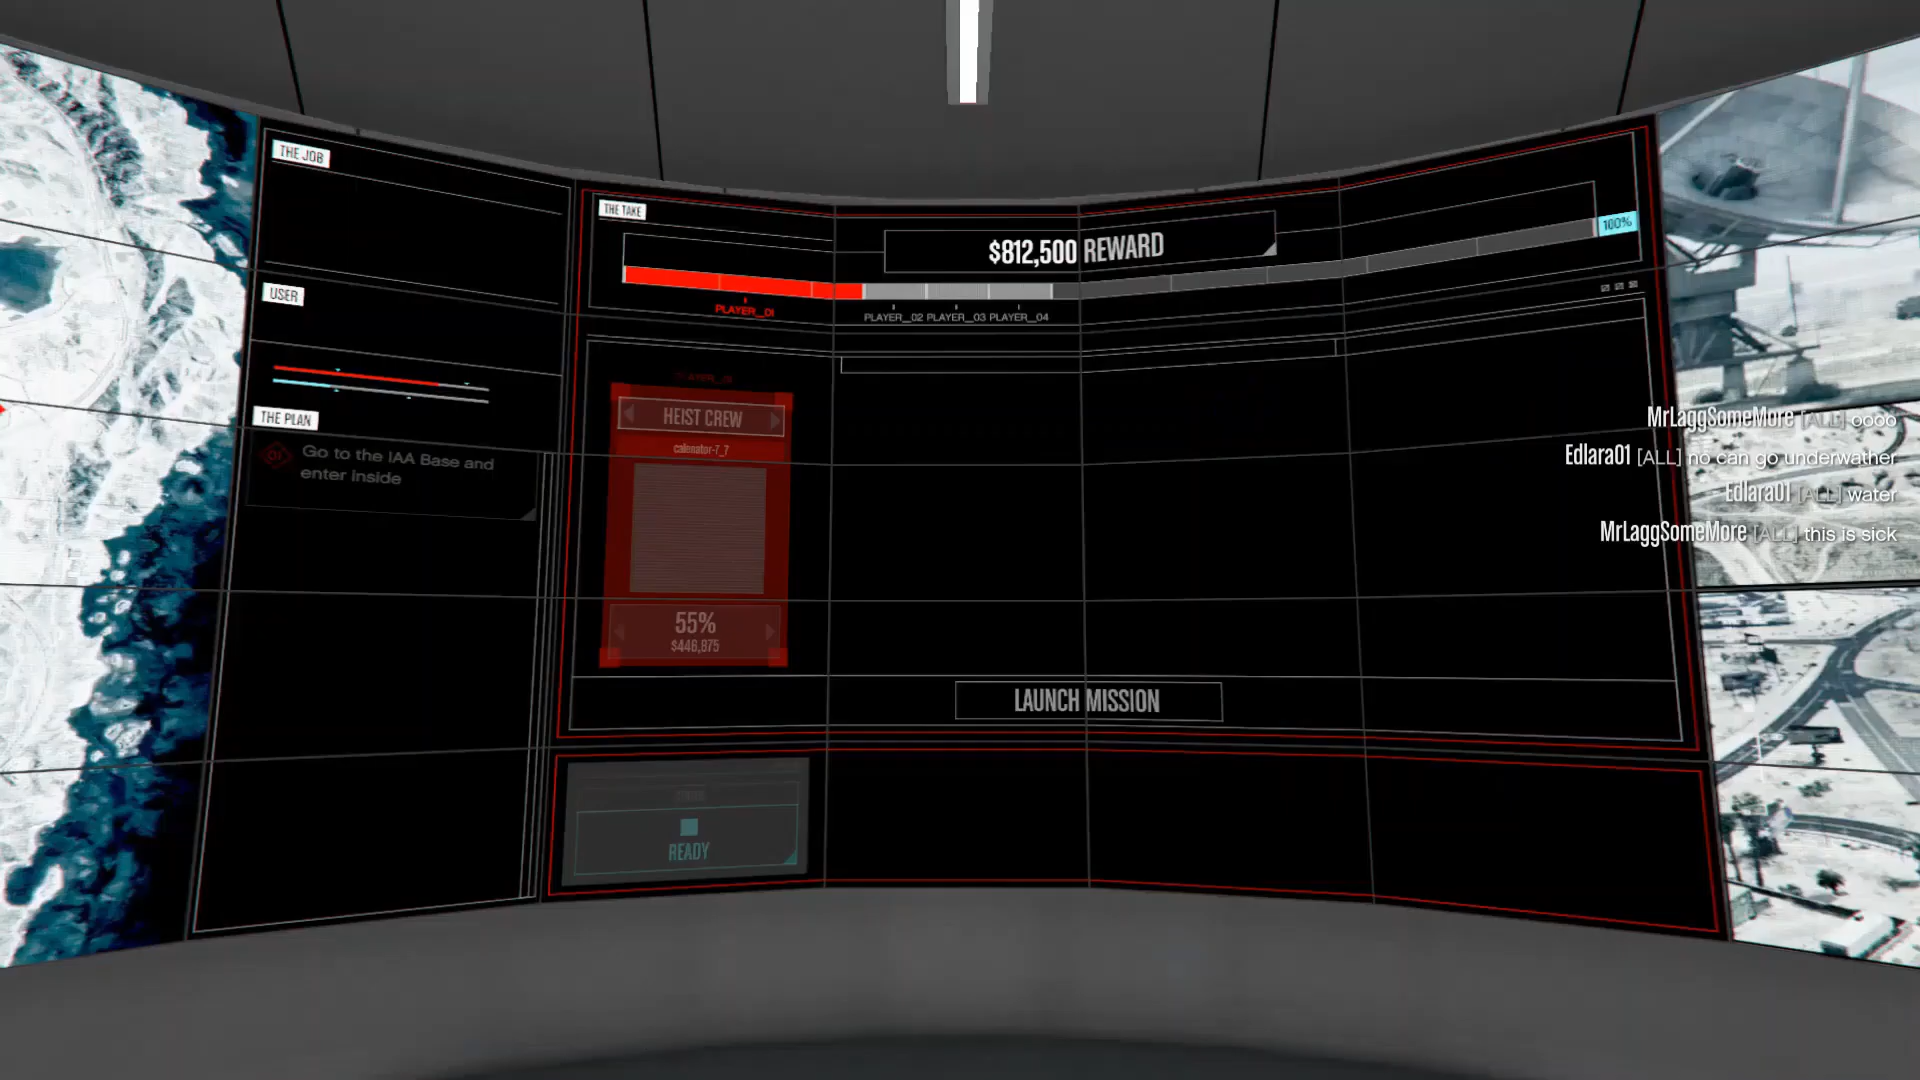 THE JOB
USER
THE PLAN
01
Go to the IAA Base and
enter inside
THE TAKE
$812,500 REWARD
100%
PLAYER_01
PLAYER_02 PLAYER_03 PLAYER_04
HEIST CREW
calenator-7_7
55%
$446,875
LAUNCH MISSION
READY
MrLaggSomeMore [ALL] oooo
Edlara01 [ALL] no can go underwather
Edlara01 [ALL] water
MrLaggSomeMore [ALL] this is sick